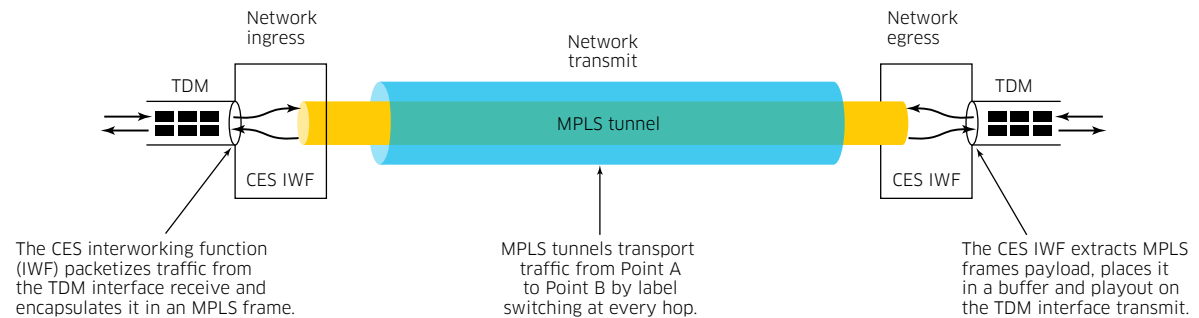 Network
ingress
Network
transmit
Network
egress
TDM
TDM
MPLS tunnel
CES IWF
CES IWF
The CES interworking function
(IWF) packetizes traffic from
the TDM interface receive and
encapsulates it in an MPLS frame.
MPLS tunnels transport
traffic from Point A
to Point B by label
switching at every hop.
The CES IWF extracts MPLS
frames payload, places it
in a buffer and playout on
the TDM interface transmit.